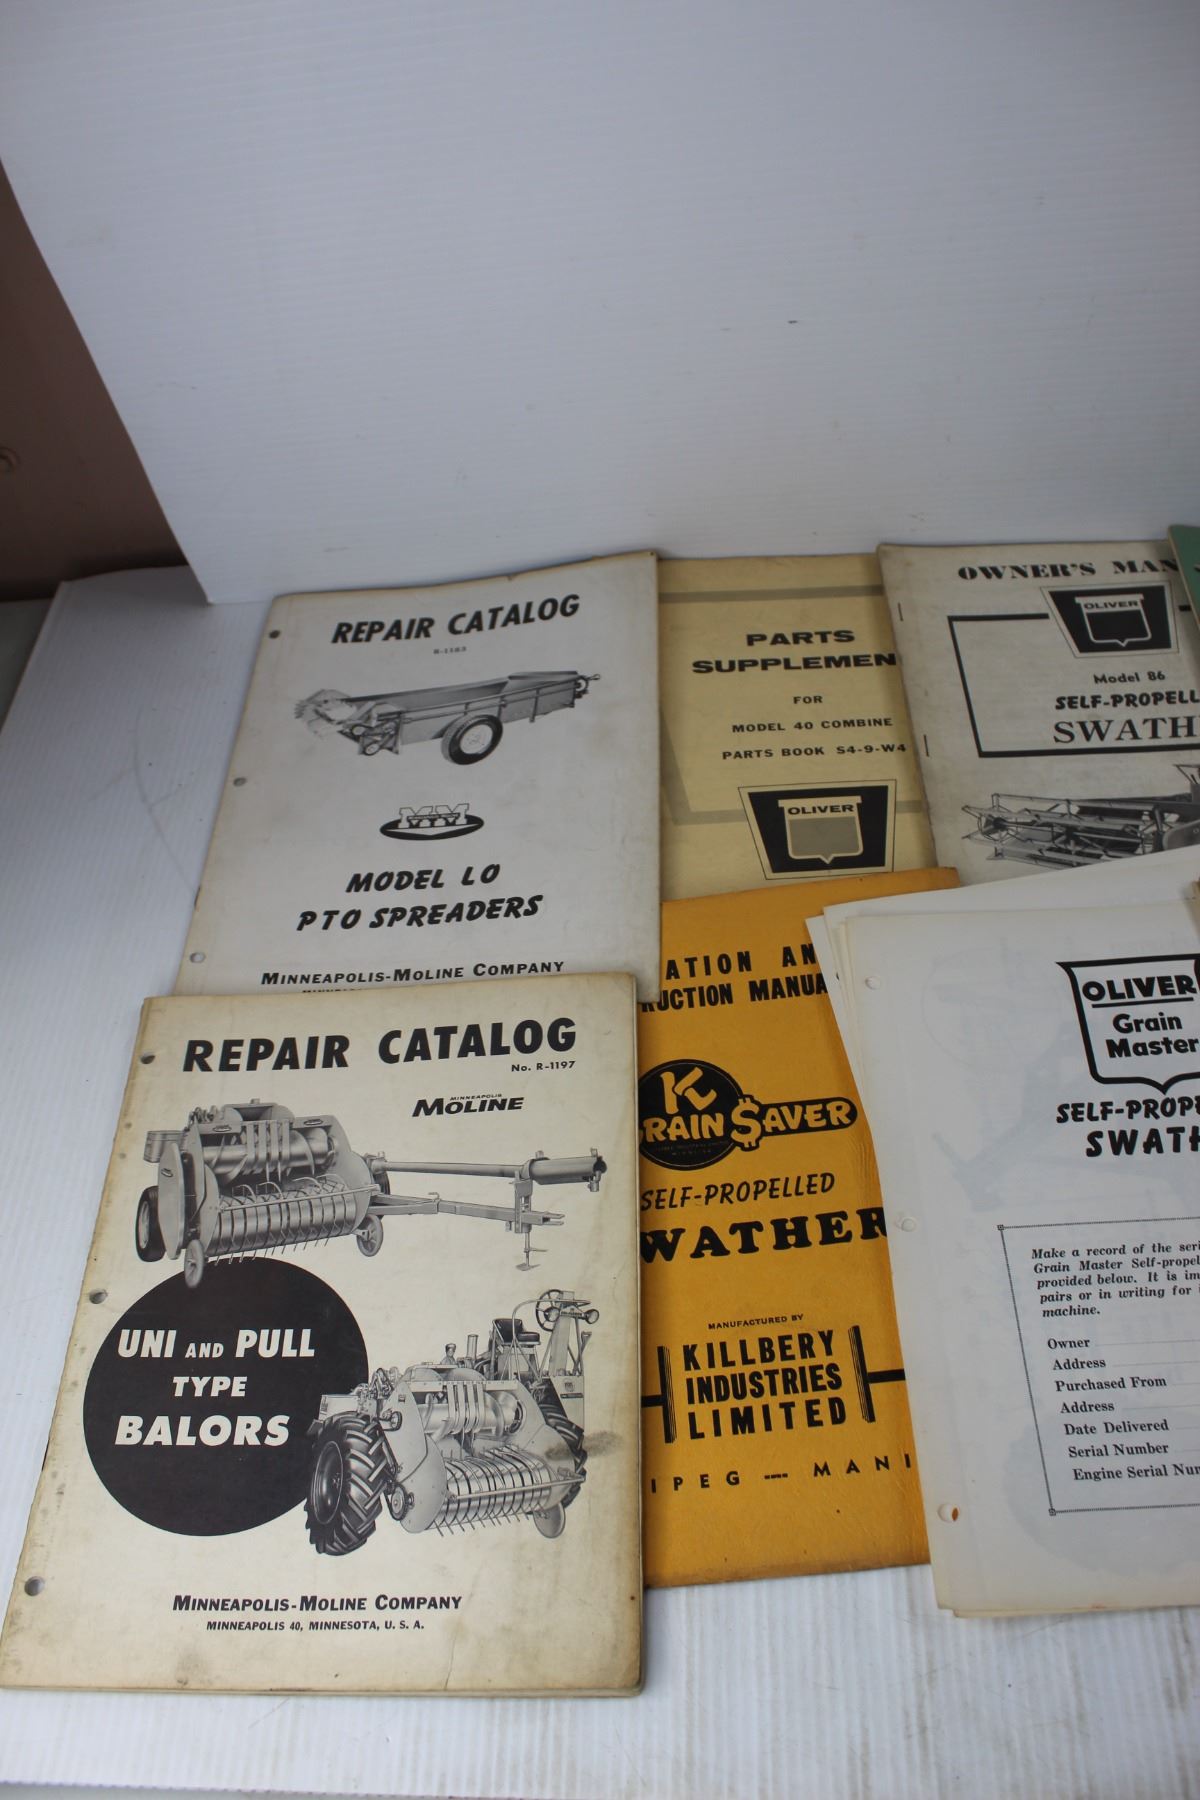 REPAIR CATALOG
R-1183
MM
MODEL LO
PTO SPREADERS
MINNEAPOLIS-MOLINE COMPANY
PARTS
SUPPLEMEN
FOR
MODEL 40 COMBINE
PARTS BOOK S4-9-W4
OLIVER
OWNER'S MAN
OLIVER
Model 86
SELF-PROPELL
SWATH
REPAIR CATALOG
No. R-1197
MINNEAPOLIS
MOLINE
UNI AND PULL
TYPE
BALORS
MINNEAPOLIS-MOLINE COMPANY
MINNEAPOLIS 40, MINNESOTA, U. S. A.
ATION AN
RUCTION MANUA
K
GRAIN $AVER
SELF-PROPELLED
WATHER
MANUFACTURED BY
KILLBERY
INDUSTRIES
LIMITED
IPEG — MANI
OLIVER
Grain
Master
SELF-PROPE
SWATH
Make a record of the seri
Grain Master Self-propel
provided below. It is im
pairs or in writing for
machine.
Owner
Address
Purchased From
Address
Date Delivered
Serial Number
Engine Serial Nu